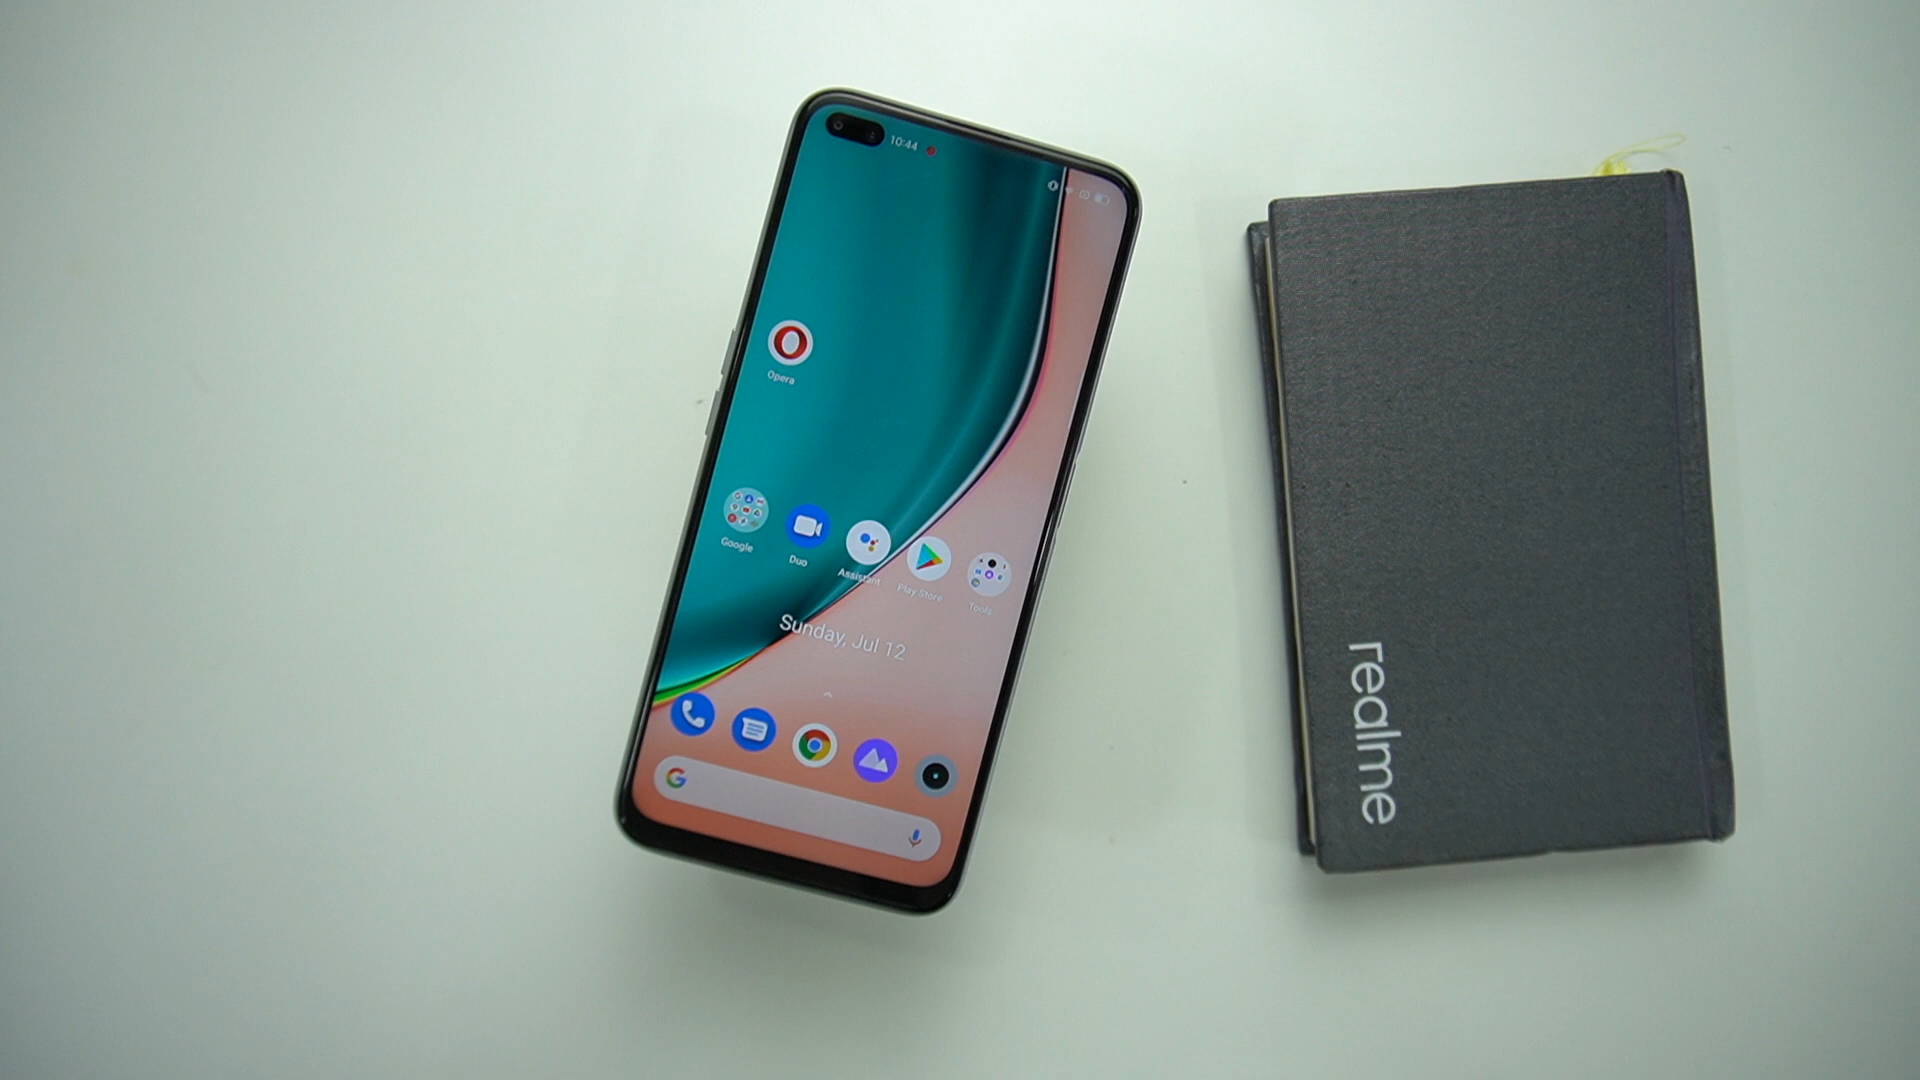 10:44
Opera
Google
Duo
Assistant
Play Store
Tools
Sunday, Jul 12
realme